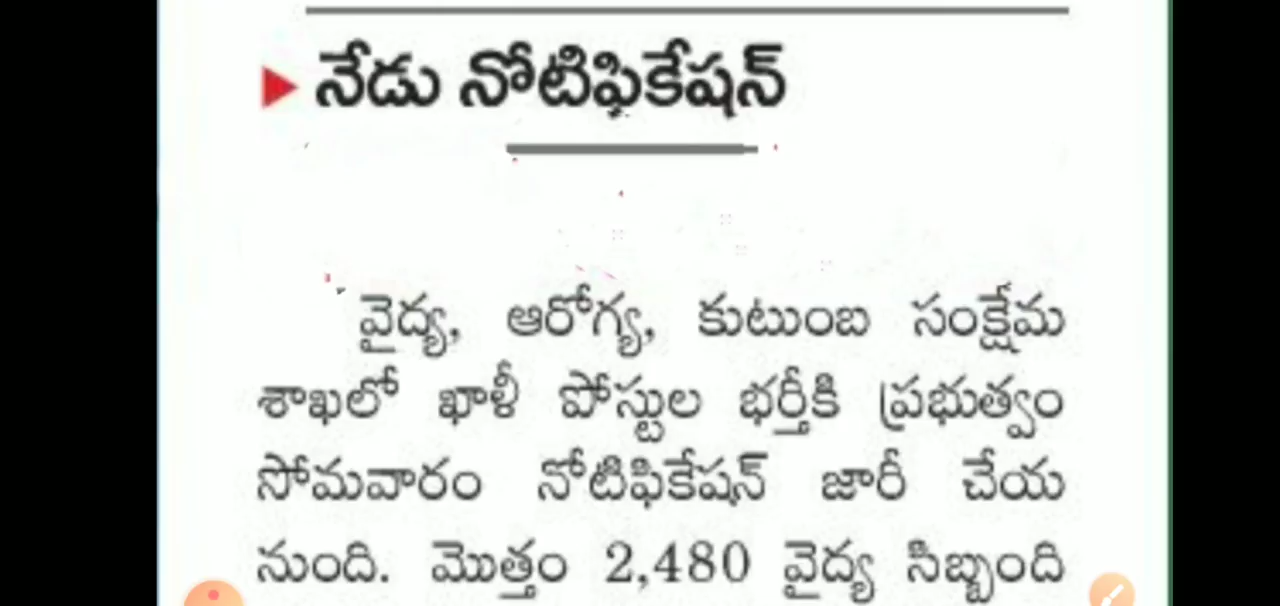 నేడు నోటిఫికేషన్
వైద్య, ఆరోగ్య, కుటుంబ సంక్షేమ
శాఖలో ఖాళీ పోస్టుల భర్తీకి ప్రభుత్వం
సోమవారం నోటిఫికేషన్ జారీ చేయ
నుంది. మొత్తం 2,480 వైద్య సిబ్బంది